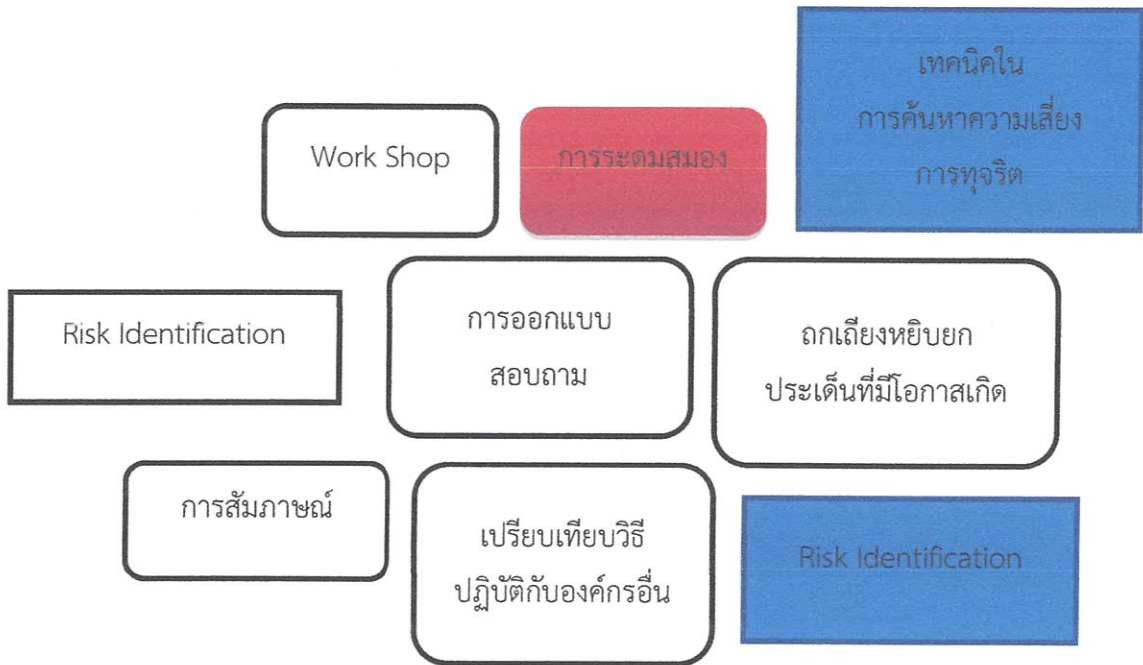 เทคนิคใน
การค้นหาความเสี่ยง
การทุจริต
Work Shop
การระดมสมอง
Risk Identification
การออกแบบ
สอบถาม
ถกเถียงหยิบยก
ประเด็นที่มีโอกาสเกิด
การสัมภาษณ์
เปรียบเทียบวิธี
ปฏิบัติกับองค์กรอื่น
Risk Identification